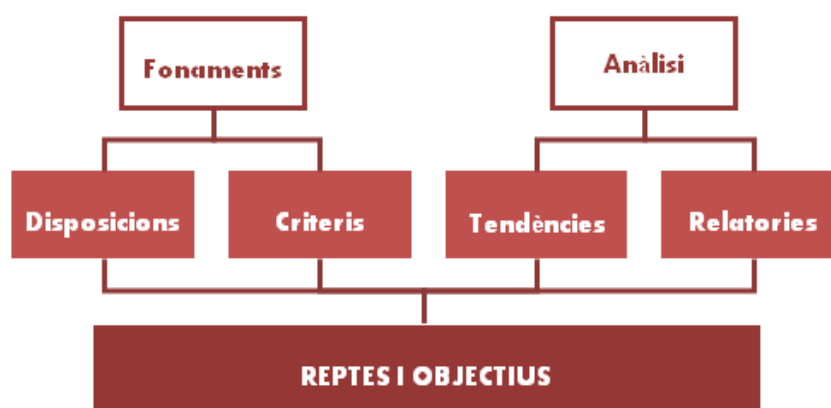 Fonaments
Anàlisi
Disposicions
Criteris
Tendències
Relatories
REPTES I OBJECTIUS